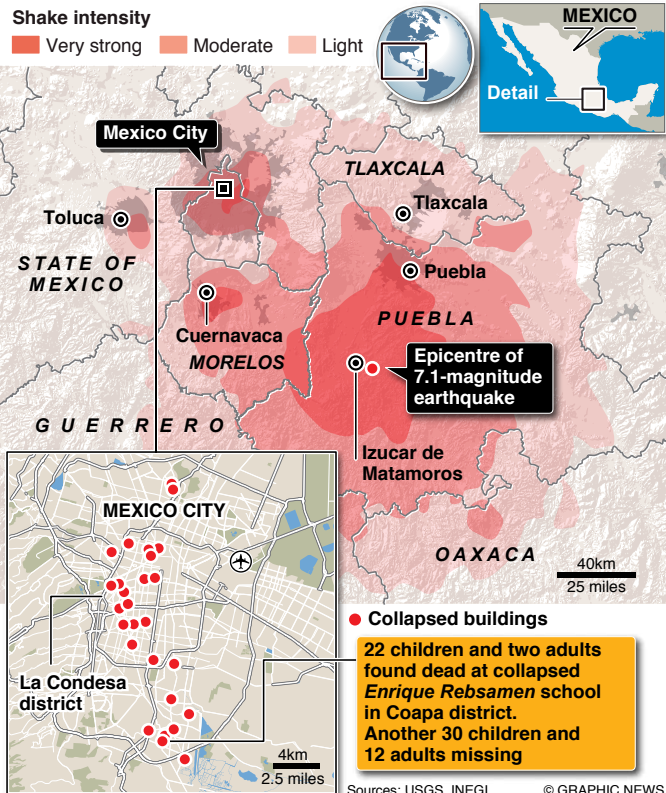 Shake intensity
Very strong
Moderate
Light
MEXICO
Detail
Mexico City
TLAXCALA
Tlaxcala
Toluca
STATE OF
MEXICO
Puebla
PUEBLA
Cuernavaca
MORELOS
Epicentre of
7.1-magnitude
earthquake
GUERRERO
Izucar de
Matamoros
MEXICO CITY
OAXACA
40km
25 miles
Collapsed buildings
22 children and two adults
found dead at collapsed
Enrique Rebsamen school
in Coapa district.
Another 30 children and
12 adults missing
La Condesa
district
4km
2.5 miles
Sources: USGS, INEGI
© GRAPHIC NEWS